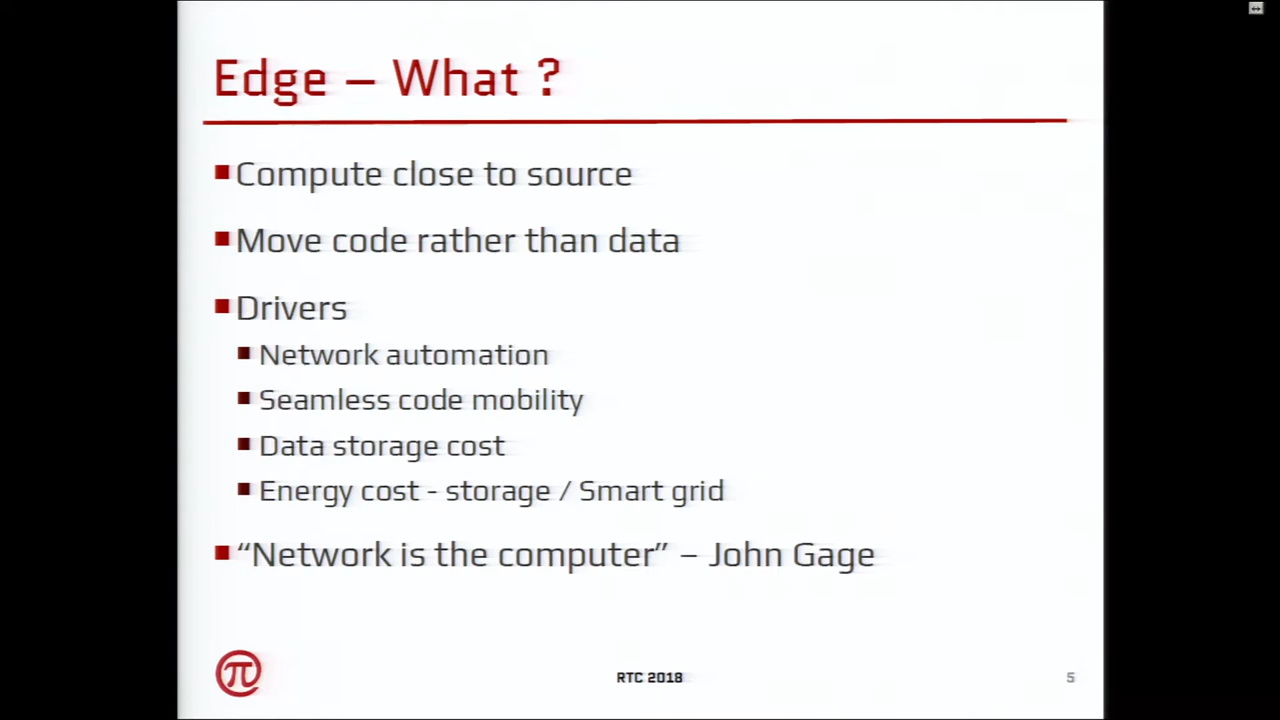 Edge – What ?
Compute close to source
Move code rather than data
Drivers
Network automation
Seamless code mobility
Data storage cost
Energy cost - storage / Smart grid
“Network is the computer” – John Gage
π
RTC 2018
5